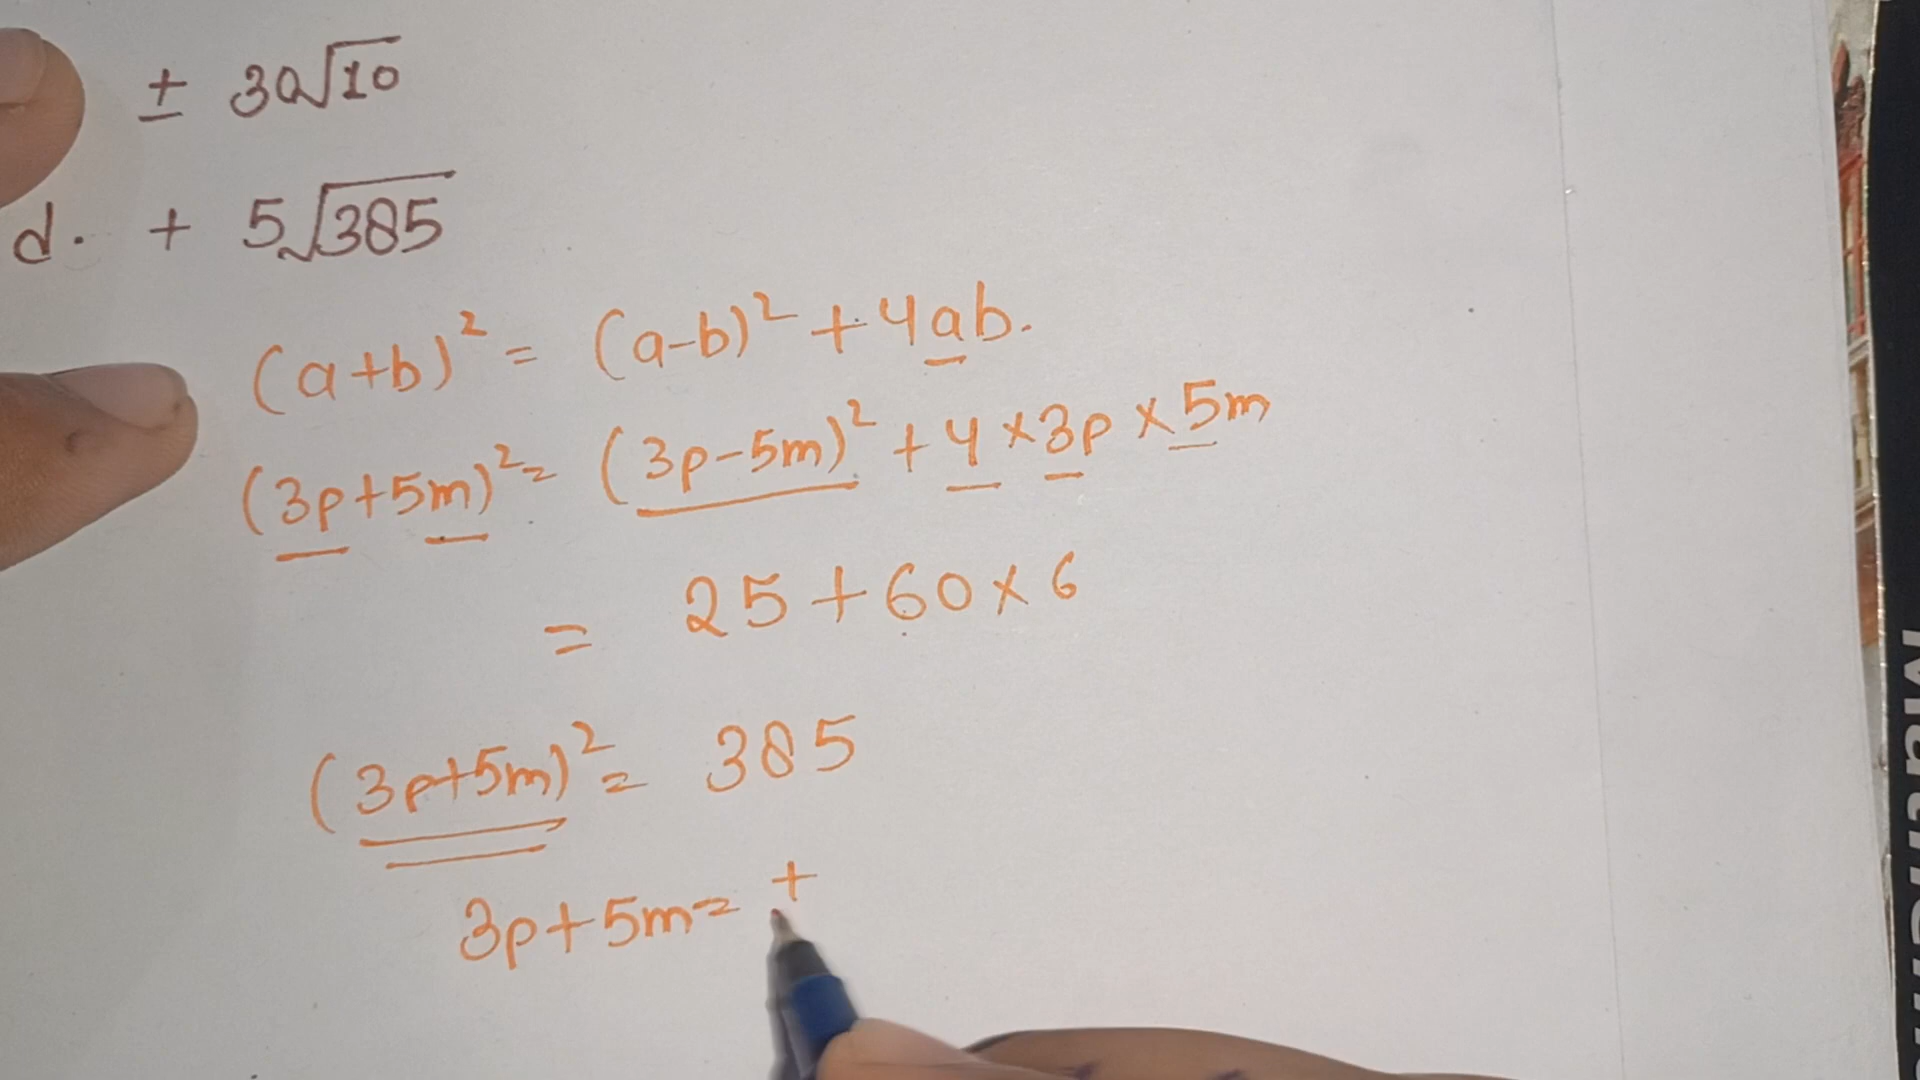 ± 30√10
d. + 5√385
(a+b)² = (a-b)² + 4ab.
(3p+5m)² = (3p-5m)² + 4 × 3p × 5m
= 25 + 60 × 6
(3p+5m)² = 385
3p+5m = +